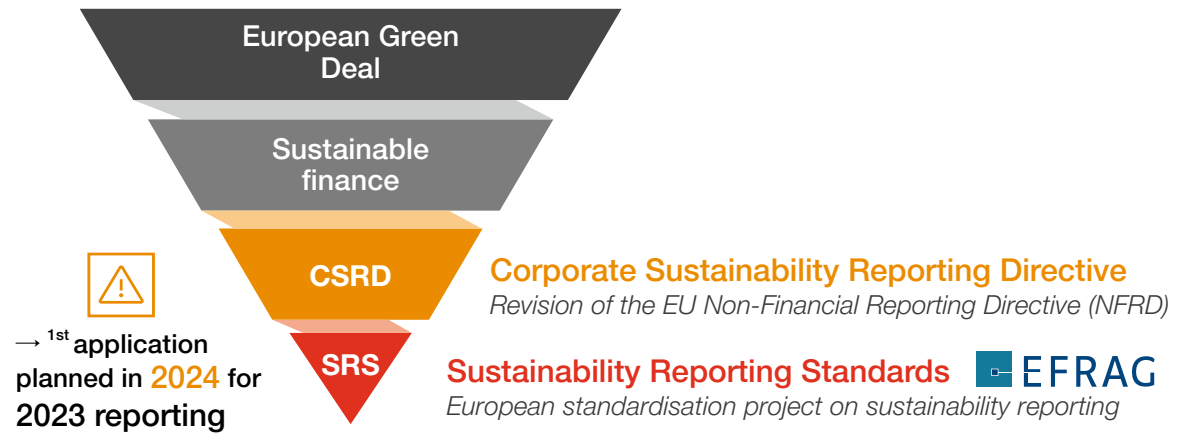 European Green
Deal
Sustainable
finance
CSRD
Corporate Sustainability Reporting Directive
Revision of the EU Non-Financial Reporting Directive (NFRD)
→ 1st application
planned in 2024 for
2023 reporting
SRS
Sustainability Reporting Standards
EFRAG
European standardisation project on sustainability reporting